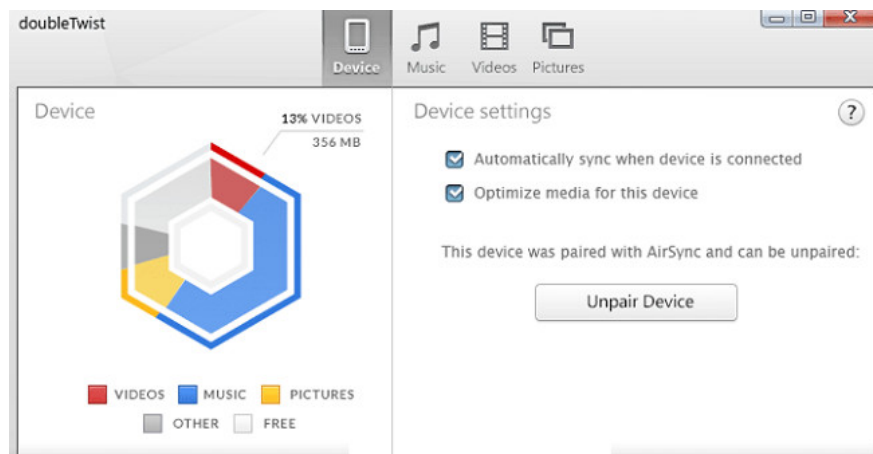 doubleTwist
Device Music Videos Pictures
Device
13% VIDEOS
356 MB
VIDEOS MUSIC PICTURES
OTHER FREE
Device settings
?
Automatically sync when device is connected
Optimize media for this device
This device was paired with AirSync and can be unpaired:
Unpair Device